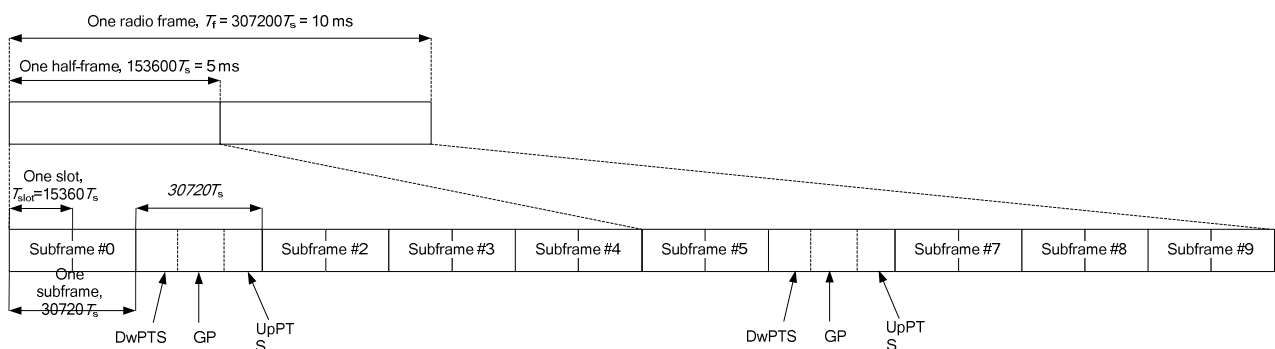 One radio frame, Tf = 307200Ts = 10 ms
One half-frame, 153600Ts = 5 ms
One slot,
Tslot=15360Ts
30720Ts
Subframe #0
Subframe #2
Subframe #3
Subframe #4
Subframe #5
Subframe #7
Subframe #8
Subframe #9
One
subframe,
30720Ts
DwPTS
GP
UpPT
S
DwPTS
GP
UpPT
S